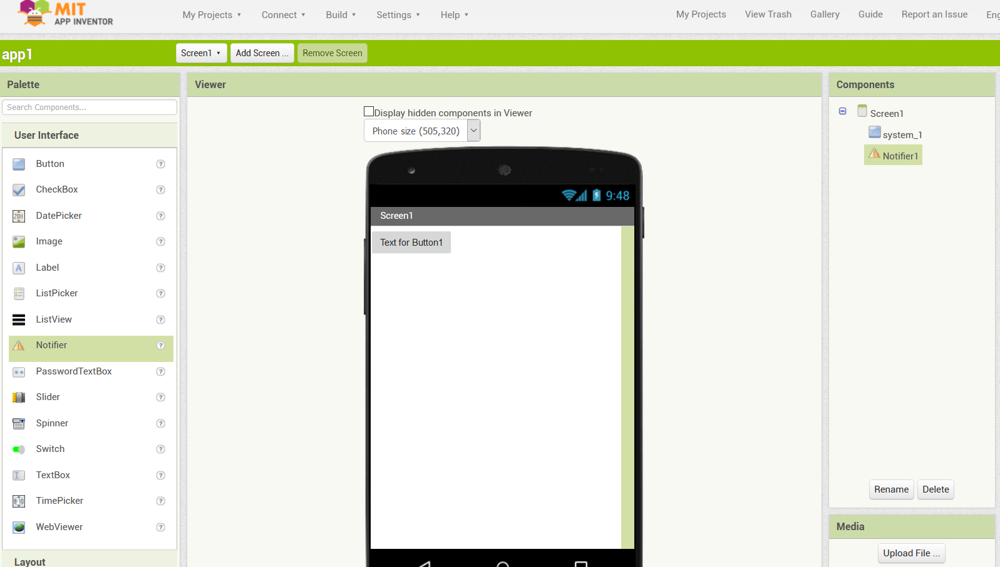 MIT
APP INVENTOR
My Projects Connect Build Settings Help My Projects View Trash Gallery Guide Report an Issue Eng
app1 Screen1 Add Screen ... Remove Screen
Palette
Search Components...
User Interface
Button
CheckBox
DatePicker
Image
Label
ListPicker
ListView
Notifier
PasswordTextBox
Slider
Spinner
Switch
TextBox
TimePicker
WebViewer
Layout
Viewer
Display hidden components in Viewer
Phone size (505,320)
9:48
Screen1
Text for Button1
Components
Screen1
system_1
Notifier1
Rename Delete
Media
Upload File ...